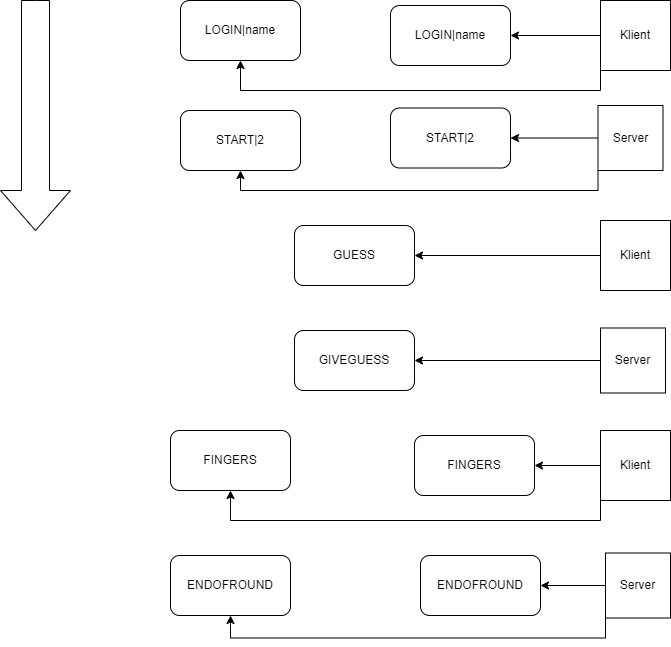 LOGIN|name
LOGIN|name
Klient
START|2
START|2
Server
GUESS
Klient
GIVEGUESS
Server
FINGERS
FINGERS
Klient
ENDOFROUND
ENDOFROUND
Server